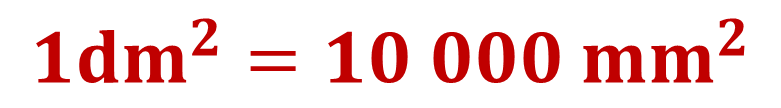 1dm² = 10 000 mm²